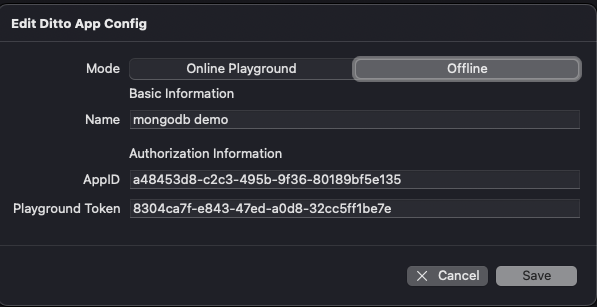 Edit Ditto App Config
Mode Online Playground Offline
Basic Information
Name mongodb demo
Authorization Information
AppID a48453d8-c2c3-495b-9f36-80189bf5e135
Playground Token 8304ca7f-e843-47ed-a0d8-32cc5ff1be7e
Cancel Save